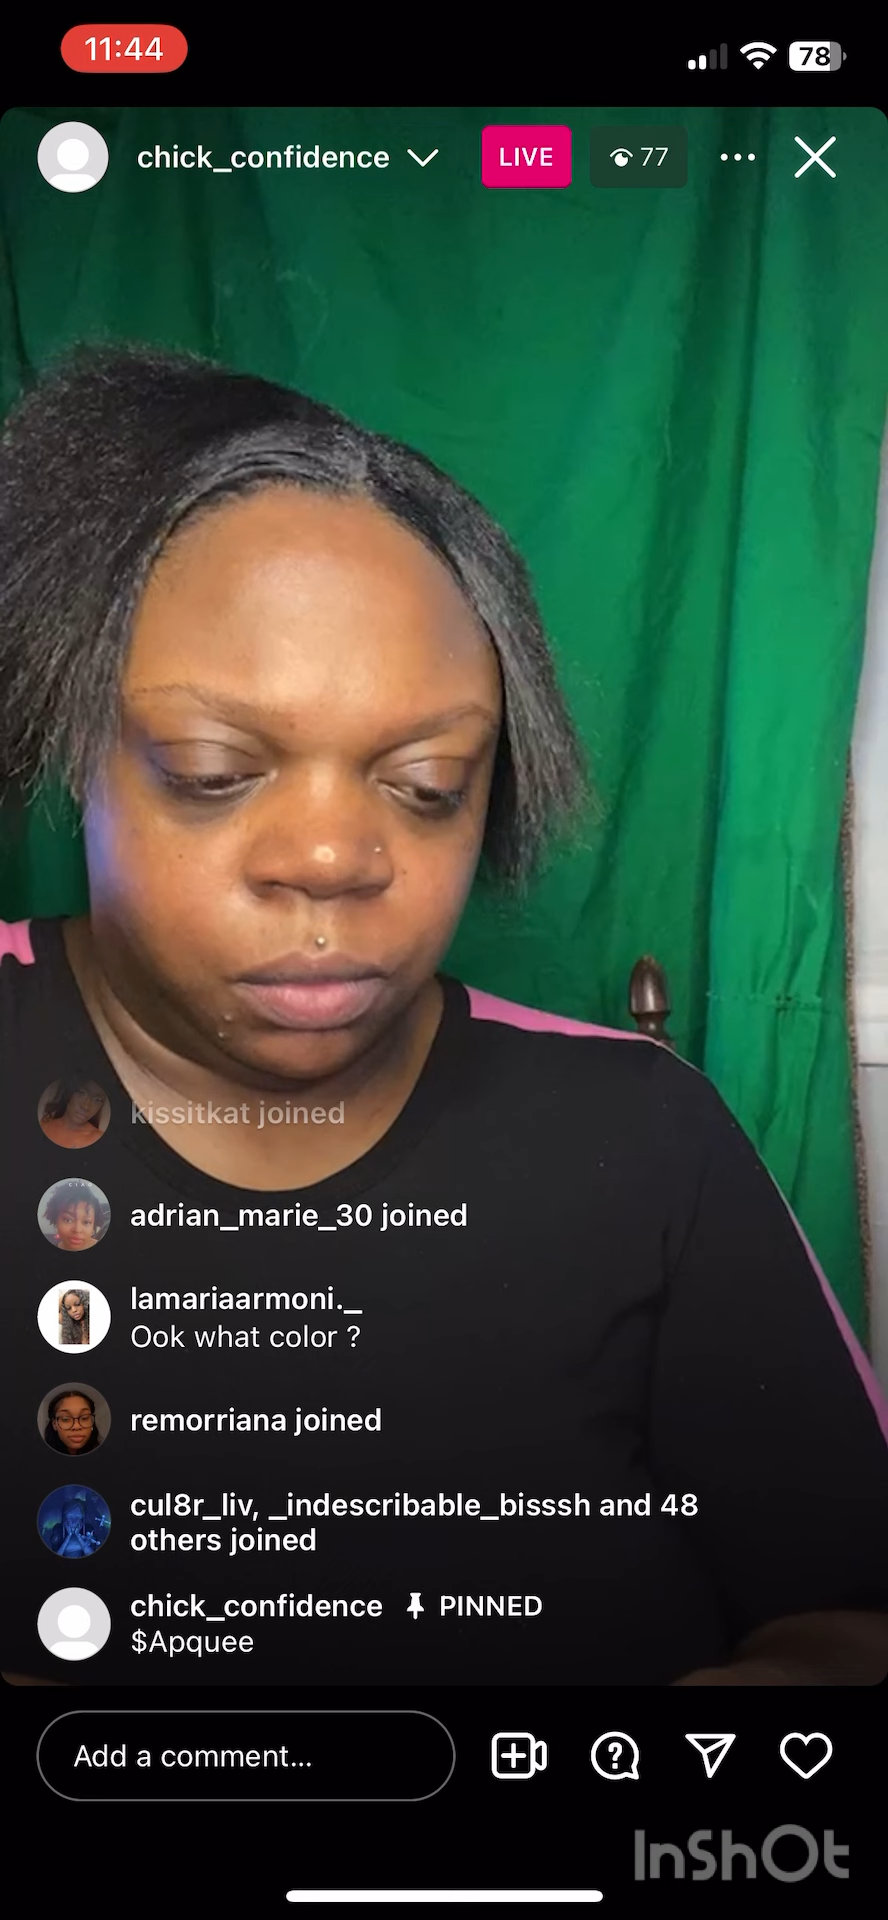 11:44
78
chick_confidence
LIVE
77
kissitkat joined
adrian_marie_30 joined
lamariaarmoni._
Ook what color ?
remorriana joined
cul8r_liv, _indescribable_bisssh and 48
others joined
chick_confidence PINNED
$Apquee
Add a comment...
InShOt